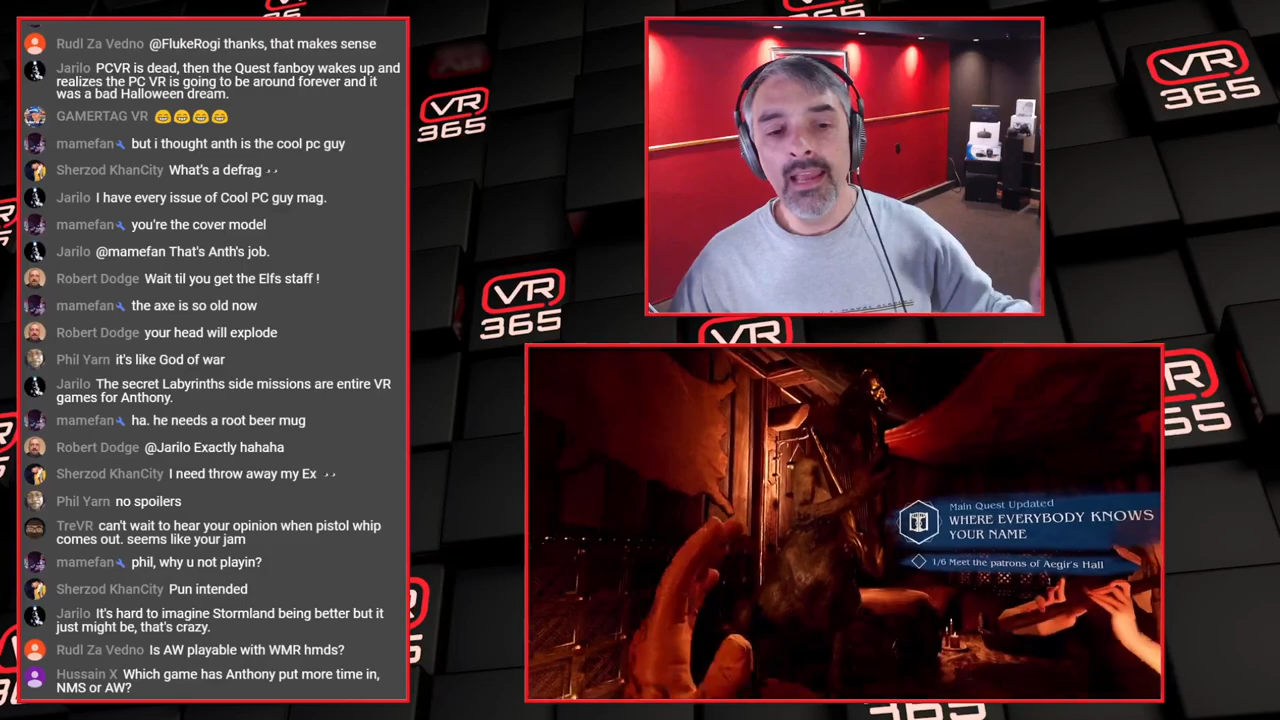 Rudl Za Vedno @FlukeRogi thanks, that makes sense
Jarilo PCVR is dead, then the Quest fanboy wakes up and
realizes the PC VR is going to be around forever and it
was a bad Halloween dream.
GAMERTAG VR
mamefan but i thought anth is the cool pc guy
Sherzod KhanCity What's a defrag
Jarilo I have every issue of Cool PC guy mag.
mamefan you're the cover model
Jarilo @mamefan That's Anth's job.
Robert Dodge Wait til you get the Elfs staff !
mamefan the axe is so old now
Robert Dodge your head will explode
Phil Yarn it's like God of war
Jarilo The secret Labyrinths side missions are entire VR
games for Anthony.
mamefan ha. he needs a root beer mug
Robert Dodge @Jarilo Exactly hahaha
Sherzod KhanCity I need throw away my Ex
Phil Yarn no spoilers
TreVR can't wait to hear your opinion when pistol whip
comes out. seems like your jam
mamefan phil, why u not playin?
Sherzod KhanCity Pun intended
Jarilo It's hard to imagine Stormland being better but it
just might be, that's crazy.
Rudl Za Vedno Is AW playable with WMR hmds?
Hussain X Which game has Anthony put more time in,
NMS or AW?
VR
365
VR
365
VR
365
VR
Main Quest Updated
WHERE EVERYBODY KNOWS
YOUR NAME
1/6 Meet the patrons of Aegir's Hall
365